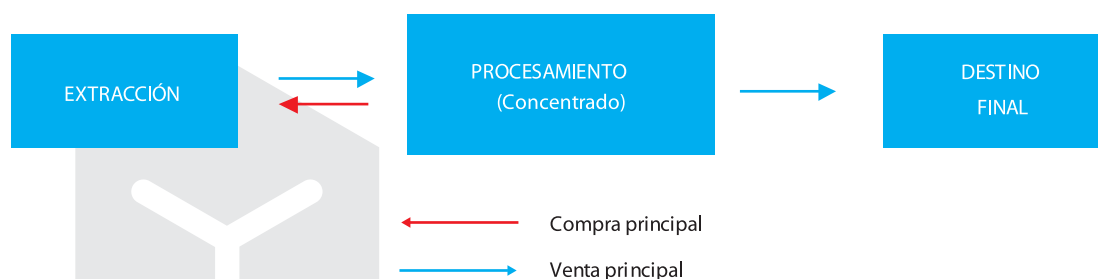 EXTRACCIÓN
PROCESAMIENTO
(Concentrado)
DESTINO
FINAL
Compra principal
Venta principal